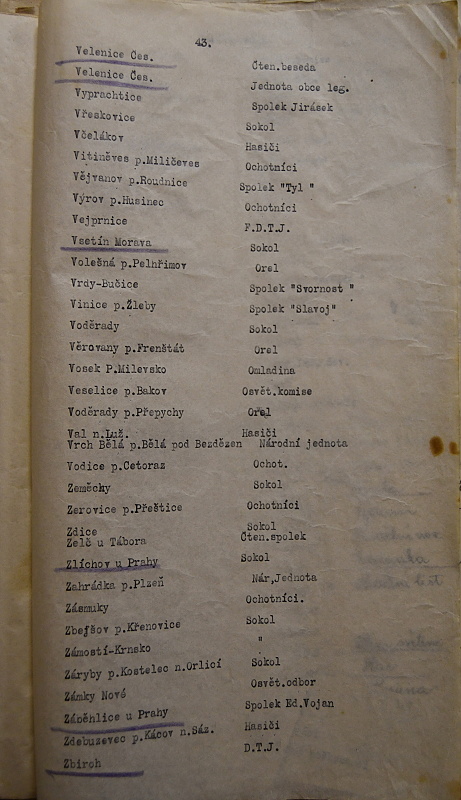 43.
Velenice Čes. Čten.beseda
Velenice Čes. Jednota obce leg.
Vyprachtice Spolek Jirásek
Vřeskovice Sokol
Včelákov Hasiči
Vitiněves p.Miličeves Ochotníci
Vějvanov p.Roudnice Spolek "Tyl "
Výrov p.Husinec Ochotníci
Vejprnice F.D.T.J.
Vsetín Morava Sokol
Volešná p.Pelhřimov Orel
Vrdy-Bučice Spolek "Svornost "
Vinice p.Žleby Spolek "Slavoj"
Voděrady Sokol
Věrovany p.Frenštát Orel
Vosek P.Milevsko Omladina
Veselice p.Bakov Osvět.komise
Voděrady p.Přepychy Orel
Val n.Luž. Hasiči
Vrch Bělá p.Bělá pod Bezdězen Národní jednota
Vodice p.Cetoraz Ochot.
Zeměchy Sokol
Zerovice p.Přeštice Ochotníci
Zdice Sokol
Zelč u Tábora Čten.spolek
Zlíchov u Prahy Sokol
Zahrádka p.Plzeň Nár.Jednota
Zásmuky Ochotníci.
Zbejšov p.Křenovice Sokol
Zámostí-Krnsko "
Záryby p.Kostelec n.Orlicí Sokol
Zámky Nové Osvět.odbor
Záběhlice u Prahy Spolek Ed.Vojan
Zdebuzeves p.Kácov n.Sáz. Hasiči
Zbiroh D.T.J.